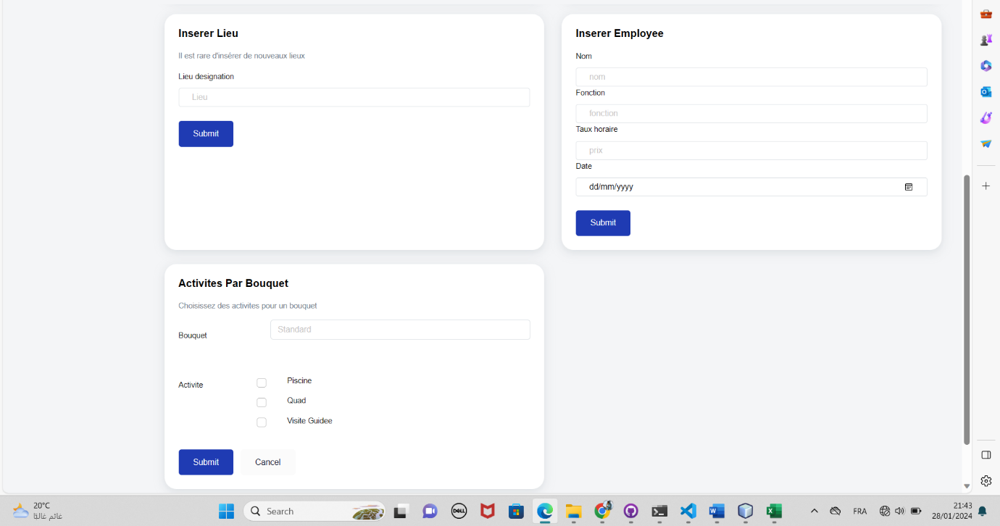 Inserer Lieu
Il est rare d'insérer de nouveaux lieux
Lieu designation
Lieu
Submit
Inserer Employee
Nom
nom
Fonction
fonction
Taux horaire
prix
Date
dd/mm/yyyy
Submit
Activites Par Bouquet
Choisissez des activites pour un bouquet
Bouquet
Standard
Activite
Piscine
Quad
Visite Guidee
Submit
Cancel
20°C
غائم غالبًا
Search
DELL
FRA
21:43
28/01/2024